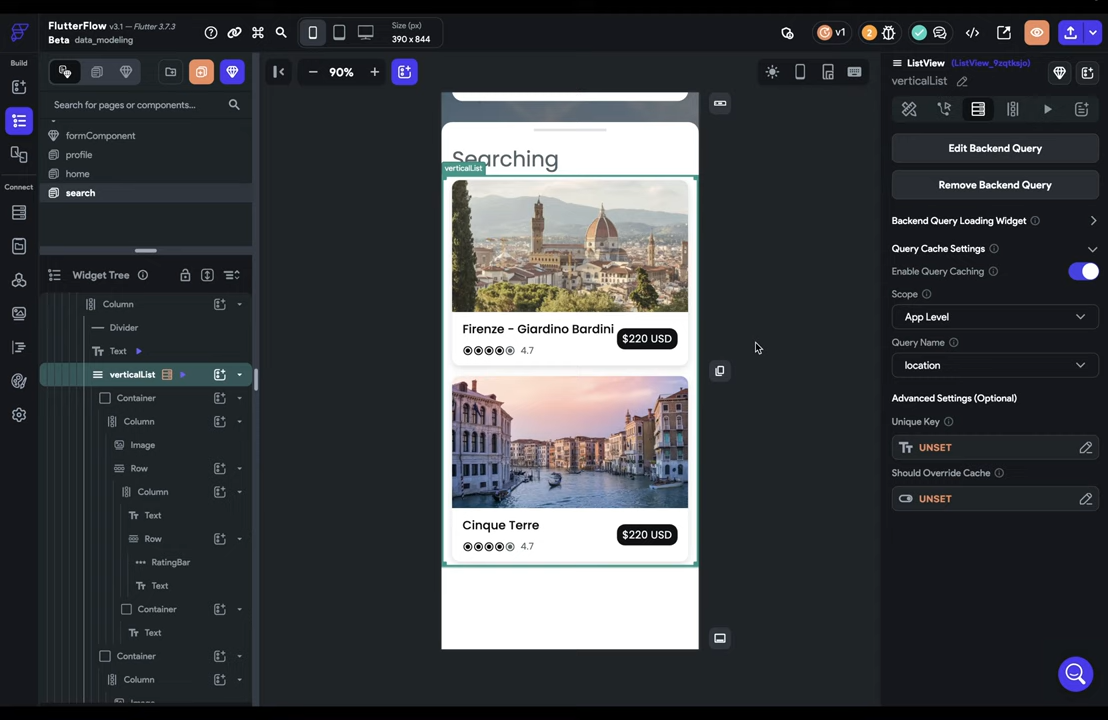 FlutterFlow v3.1 – Flutter 3.7.3
Beta data_modeling
Size (px)
390 x 844
v1
2
Build
Connect
Search for pages or components...
formComponent
profile
home
search
Widget Tree
Column
Divider
Text
verticalList
Container
Column
Image
Row
Column
Text
Row
RatingBar
Text
Container
Text
Container
Column
90%
Searching
verticalList
Firenze - Giardino Bardini
4.7
$220 USD
Cinque Terre
4.7
$220 USD
ListView (ListView_9zqtksjo)
verticalList
Edit Backend Query
Remove Backend Query
Backend Query Loading Widget
Query Cache Settings
Enable Query Caching
Scope
App Level
Query Name
location
Advanced Settings (Optional)
Unique Key
UNSET
Should Override Cache
UNSET